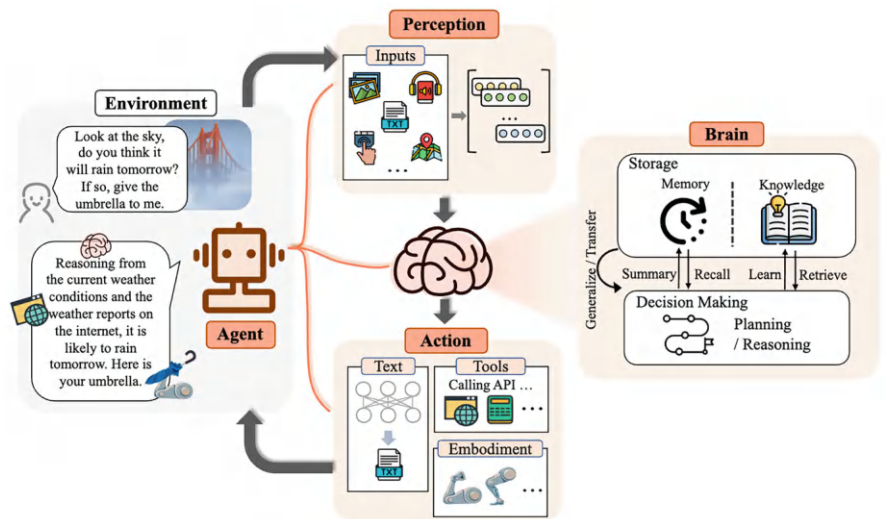 Perception
Inputs
TXT
...
...
Environment
Look at the sky,
do you think it
will rain tomorrow?
If so, give the
umbrella to me.
Reasoning from
the current weather
conditions and the
weather reports on
the internet, it is
likely to rain
tomorrow. Here is
your umbrella.
Agent
Action
Text
TXT
Tools
Calling API ...
...
Embodiment
...
Brain
Storage
Memory
Knowledge
Generalize / Transfer
Summary
Recall
Learn
Retrieve
Decision Making
Planning
/ Reasoning